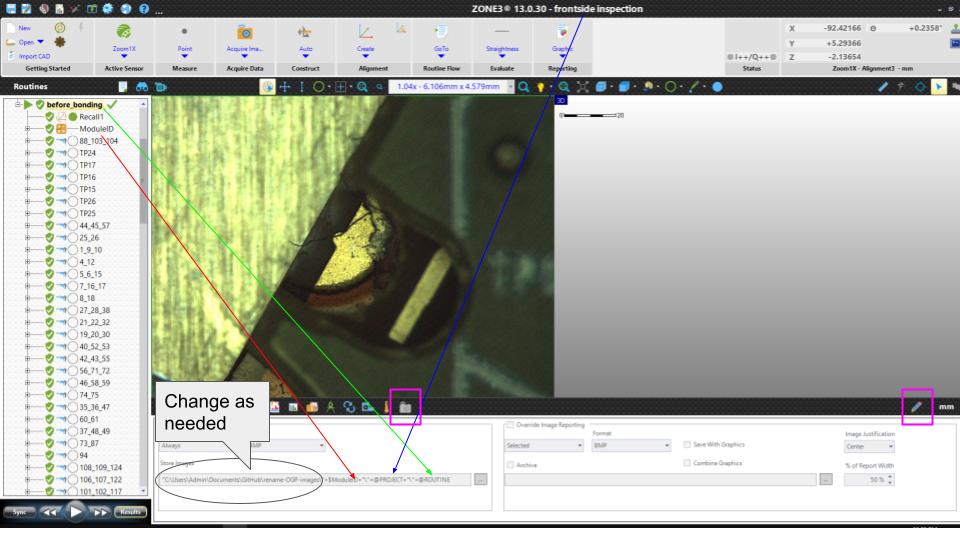 ZONE3® 13.0.30 - frontside inspection
...
New
Open
Import CAD
Getting Started
Zoom1X
Active Sensor
Point
Measure
Acquire Ima...
Acquire Data
Auto
Construct
Create
Alignment
GoTo
Routine Flow
Straightness
Evaluate
Graphic
Reporting
I++/Q++
Status
X -92.42166 Θ +0.2358°
Y +5.29366
Z -2.13654
Zoom1X - Alignment3 - mm
Routines
1.04x - 6.106mm x 4.579mm
3D
0 20
before_bonding
Recall1
ModuleID
88_103_104
TP24
TP17
TP16
TP15
TP26
TP25
44_45_57
25_26
1_9_10
4_12
5_6_15
7_16_17
8_18
27_28_38
21_22_32
19_20_30
40_52_53
42_43_55
56_71_72
46_58_59
74_75
35_36_47
60_61
37_48_49
73_87
94
108_109_124
106_107_122
101_102_117
Sync
Results
Change as
needed
mm
Always
BMP
Store Images
"C:\Users\Admin\Documents\GitHub\rename-OGP-images\"=$ModuleID="\"=@PROJECT="\"=@ROUTINE
...
Override Image Reporting
Format
Selected
BMP
Save With Graphics
Archive
Combine Graphics
...
Image Justification
Center
% of Report Width
50 %